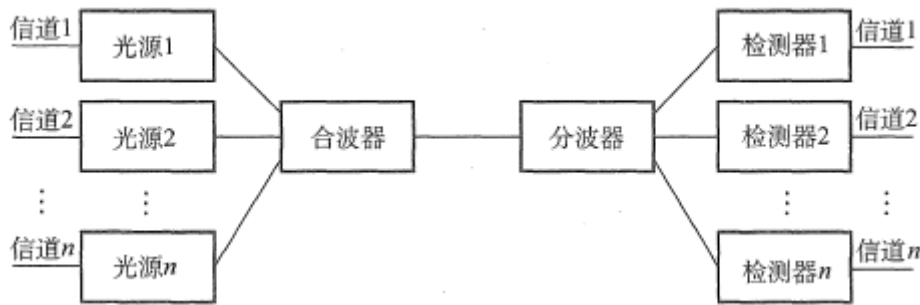 信道1
光源1
检测器1
信道1
信道2
光源2
合波器
分波器
检测器2
信道2
⋮
⋮
⋮
⋮
信道n
光源n
检测器n
信道n